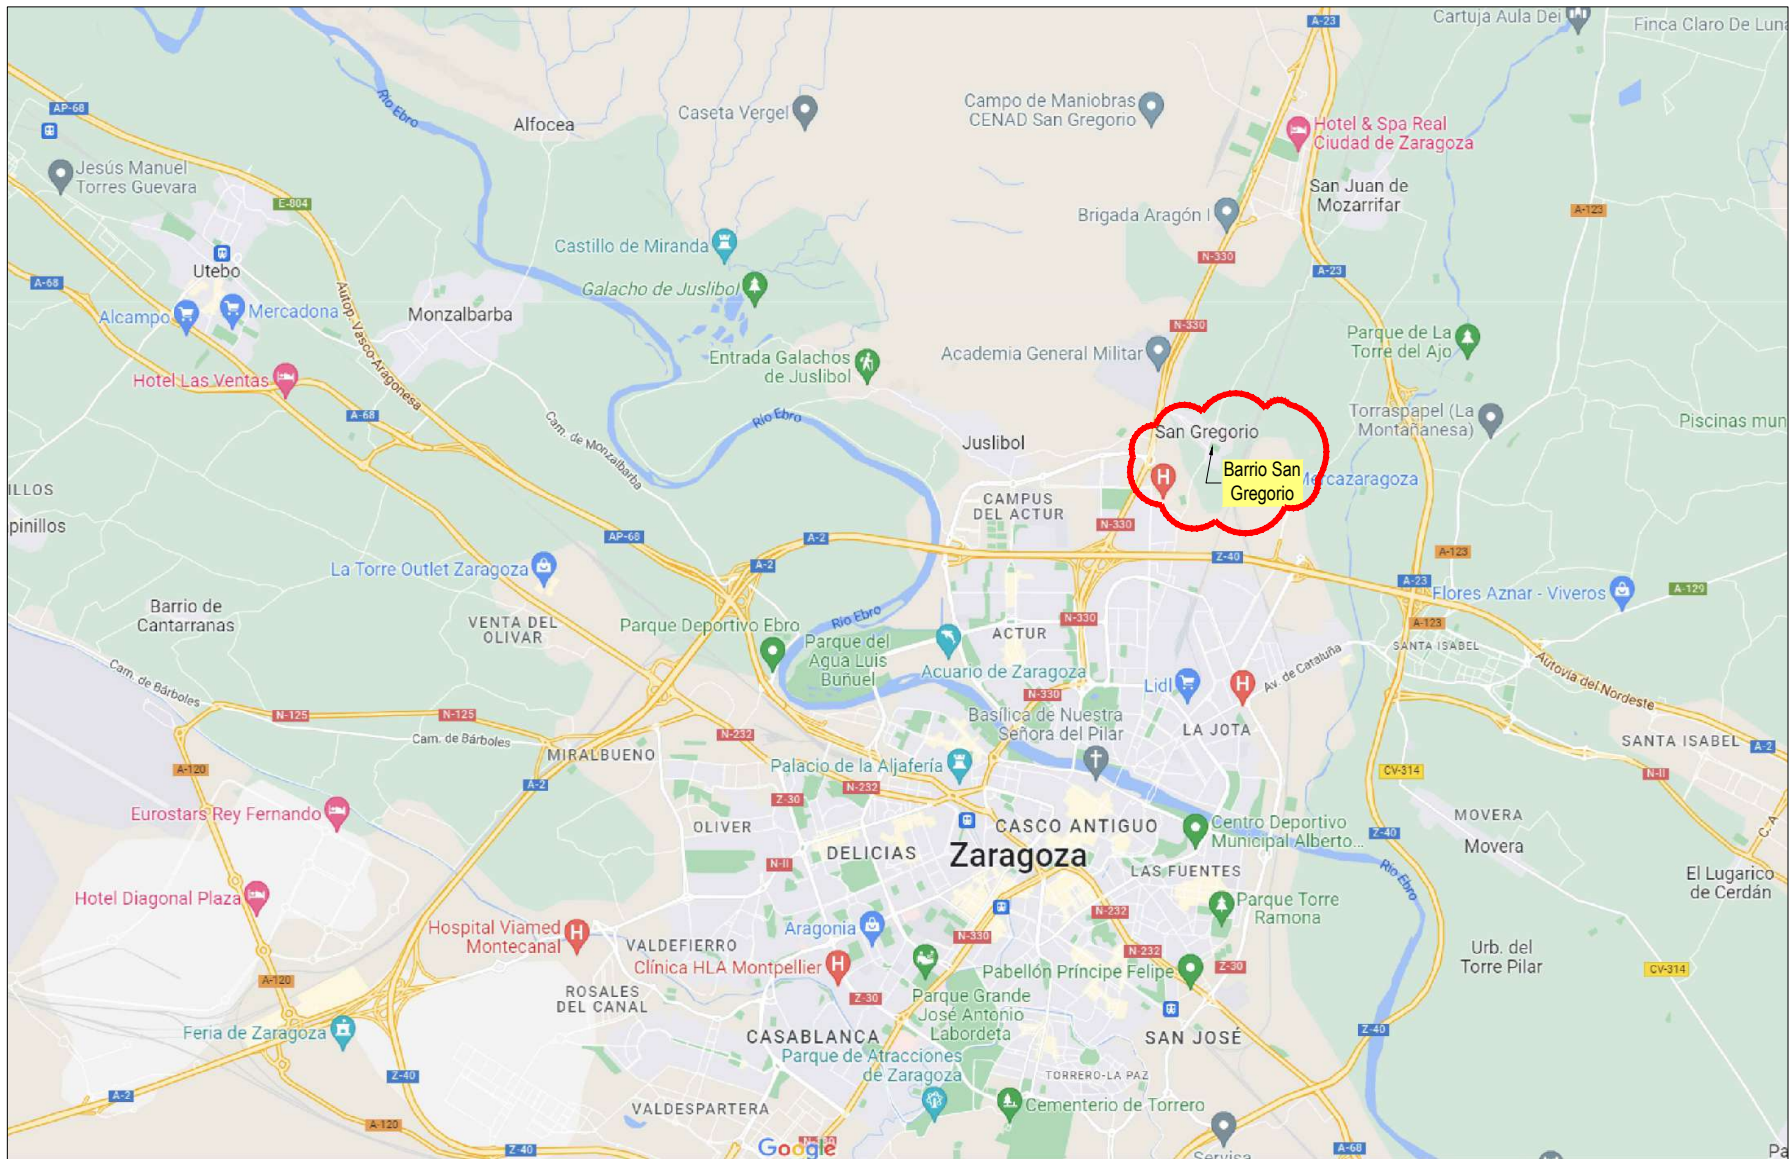 A-23
Cartuja Aula Dei
Finca Claro De Luna
AP-68
Río Ebro
Alfocea
Caseta Vergel
Campo de Maniobras
CENAD San Gregorio
Hotel & Spa Real
Ciudad de Zaragoza
Jesús Manuel
Torres Guevara
E-804
San Juan de
Mozarrifar
A-123
Brigada Aragón I
Castillo de Miranda
N-330
A-23
Utebo
A-68
Galacho de Juslibol
Alcampo
Mercadona
Monzalbarba
Autop. Vasco-Aragonesa
N-330
Parque de La
Torre del Ajo
Entrada Galachos
de Juslibol
Academia General Militar
Hotel Las Ventas
A-68
Cam. de Monzalbarba
Río Ebro
Juslibol
San Gregorio
Torraspapel (La
Montañanesa)
Piscinas mun
Barrio San
Gregorio
Mercazaragoza
H
ILLOS
pinillos
CAMPUS
DEL ACTUR
N-330
AP-68
A-2
A-2
Z-40
A-123
A-23
La Torre Outlet Zaragoza
Flores Aznar - Viveros
A-129
Barrio de
Cantarranas
VENTA DEL
OLIVAR
Parque Deportivo Ebro
Río Ebro
Parque del
Agua Luis
Buñuel
ACTUR
N-330
A-123
SANTA ISABEL
Acuario de Zaragoza
Autovía del Nordeste
Cam. de Bárboles
Lidl
H
Av. de Cataluña
N-330
N-125
N-125
Cam. de Bárboles
N-232
Basílica de Nuestra
Señora del Pilar
LA JOTA
MIRALBUENO
SANTA ISABEL
A-2
A-120
A-2
Palacio de la Aljafería
CV-314
N-II
Z-30
N-232
Eurostars Rey Fernando
OLIVER
CASCO ANTIGUO
Centro Deportivo
Municipal Alberto...
Z-40
MOVERA
Movera
C. A
DELICIAS
Zaragoza
N-II
LAS FUENTES
Río Ebro
El Lugarico
de Cerdán
Hotel Diagonal Plaza
Parque Torre
Ramona
N-232
Hospital Viamed
Montecanal
H
Aragonia
VALDEFIERRO
N-330
N-232
Urb. del
Torre Pilar
Clínica HLA Montpellier
H
Pabellón Príncipe Felipe
Z-30
CV-314
A-120
ROSALES
DEL CANAL
Z-30
Parque Grande
José Antonio
Labordeta
Feria de Zaragoza
CASABLANCA
SAN JOSÉ
Z-40
Parque de Atracciones
de Zaragoza
TORRERO-LA PAZ
Z-40
A-2
VALDESPARTERA
Cementerio de Torrero
A-120
Z-40
Google
Servisa
A-68
Pa